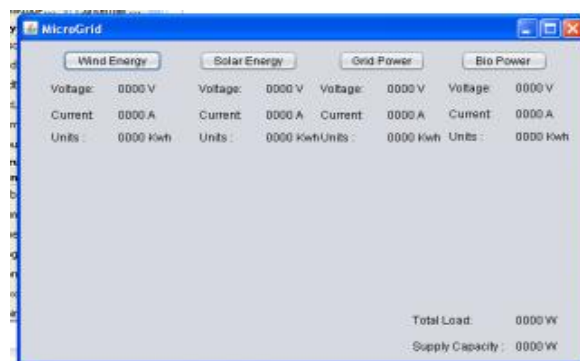 MicroGrid
Wind Energy Solar Energy Grid Power Bio Power
Voltage: 0000 V Voltage: 0000 V Voltage: 0000 V Voltage: 0000 V
Current: 0000 A Current: 0000 A Current: 0000 A Current: 0000 A
Units : 0000 Kwh Units : 0000 Kwh Units : 0000 Kwh Units : 0000 Kwh
Total Load: 0000 W
Supply Capacity : 0000 W